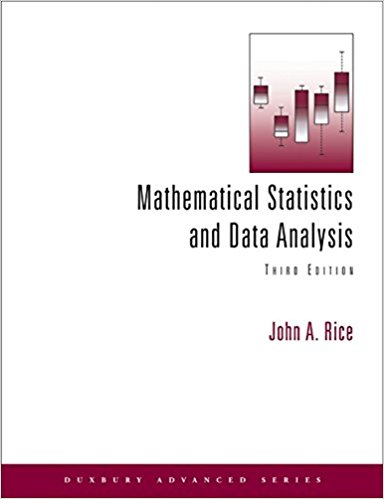 Mathematical Statistics
and Data Analysis
THIRD EDITION
John A. Rice
DUXBURY ADVANCED SERIES